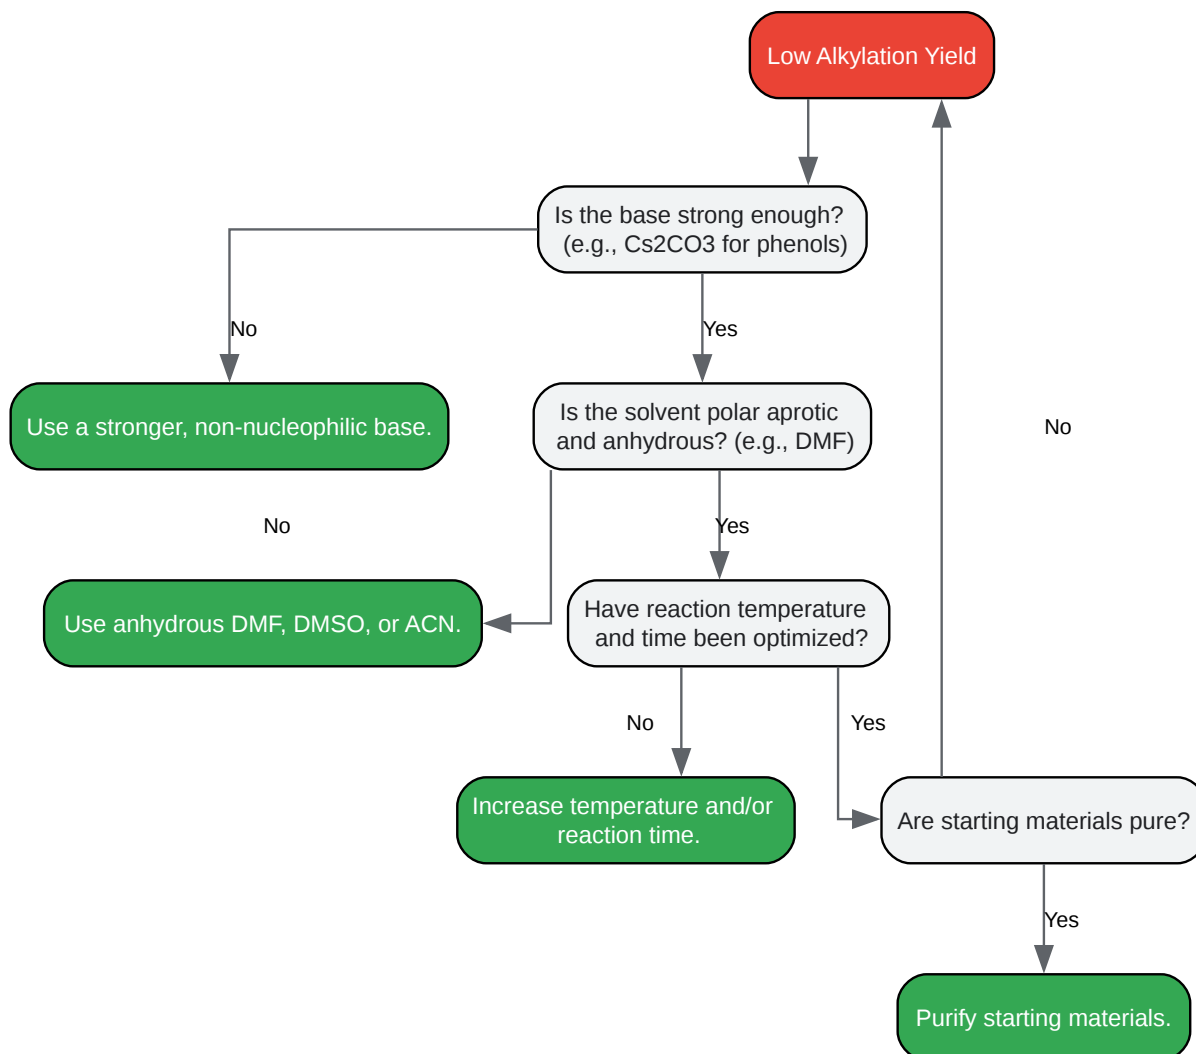 Low Alkylation Yield
Is the base strong enough?
(e.g., Cs2CO3 for phenols)
No
Yes
Use a stronger, non-nucleophilic base.
Is the solvent polar aprotic
and anhydrous? (e.g., DMF)
No
No
Yes
Use anhydrous DMF, DMSO, or ACN.
Have reaction temperature
and time been optimized?
No
Yes
Increase temperature and/or
reaction time.
Are starting materials pure?
Yes
Purify starting materials.